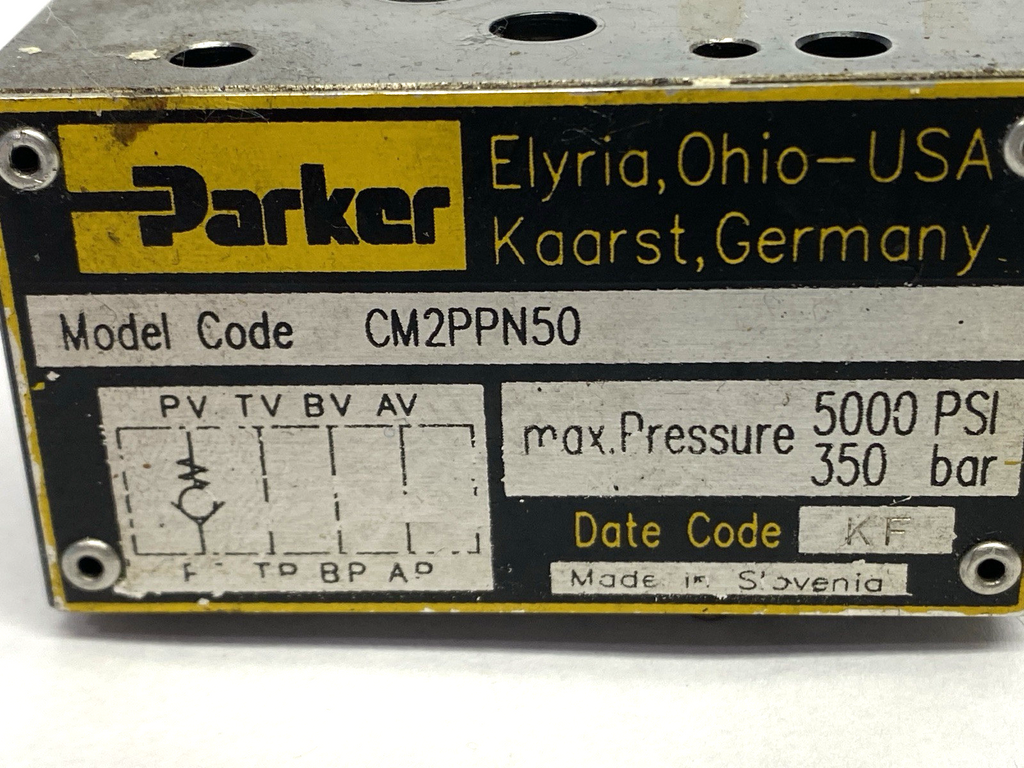 Parker
Elyria, Ohio-USA
Kaarst, Germany
Model Code CM2PPN50
PV TV BV AV
max. Pressure 5000 PSI
350 bar
Date Code KF
TP BP AP
Made in Slovenia